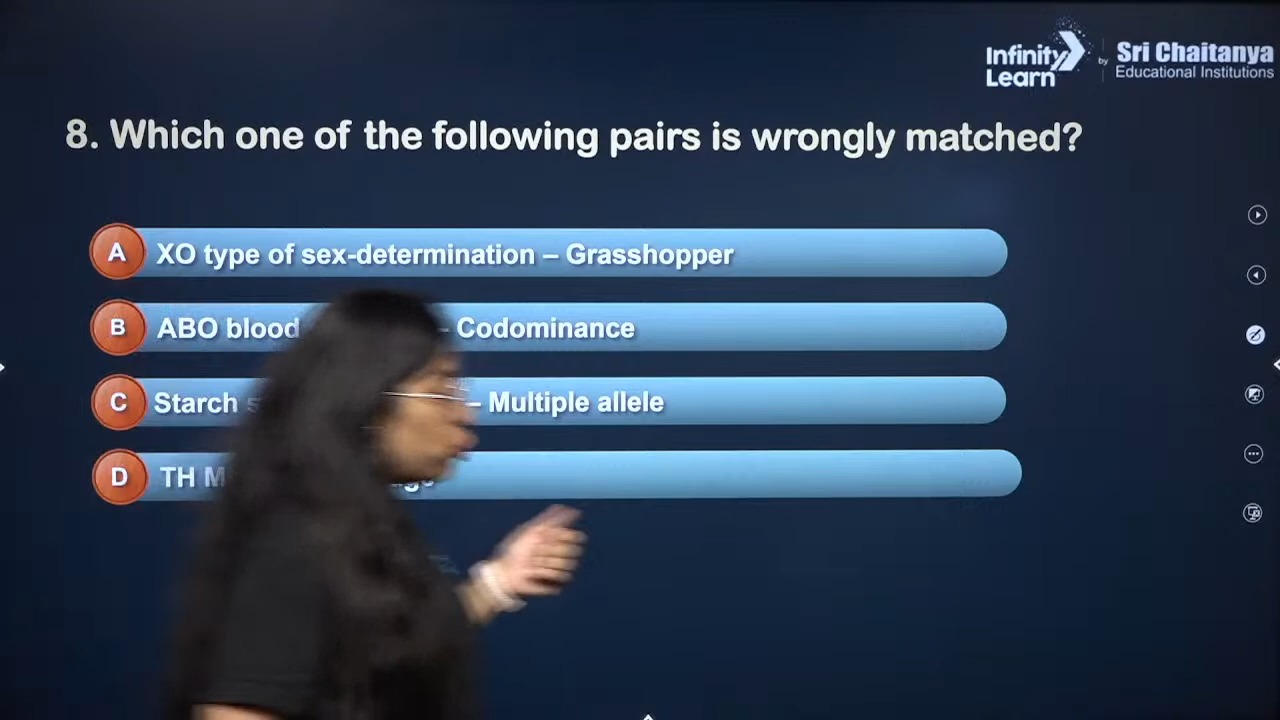 Infinity Learn
by
Sri Chaitanya
Educational Institutions
8. Which one of the following pairs is wrongly matched?
A XO type of sex-determination – Grasshopper
B ABO blood – Codominance
C Starch – Multiple allele
D TH